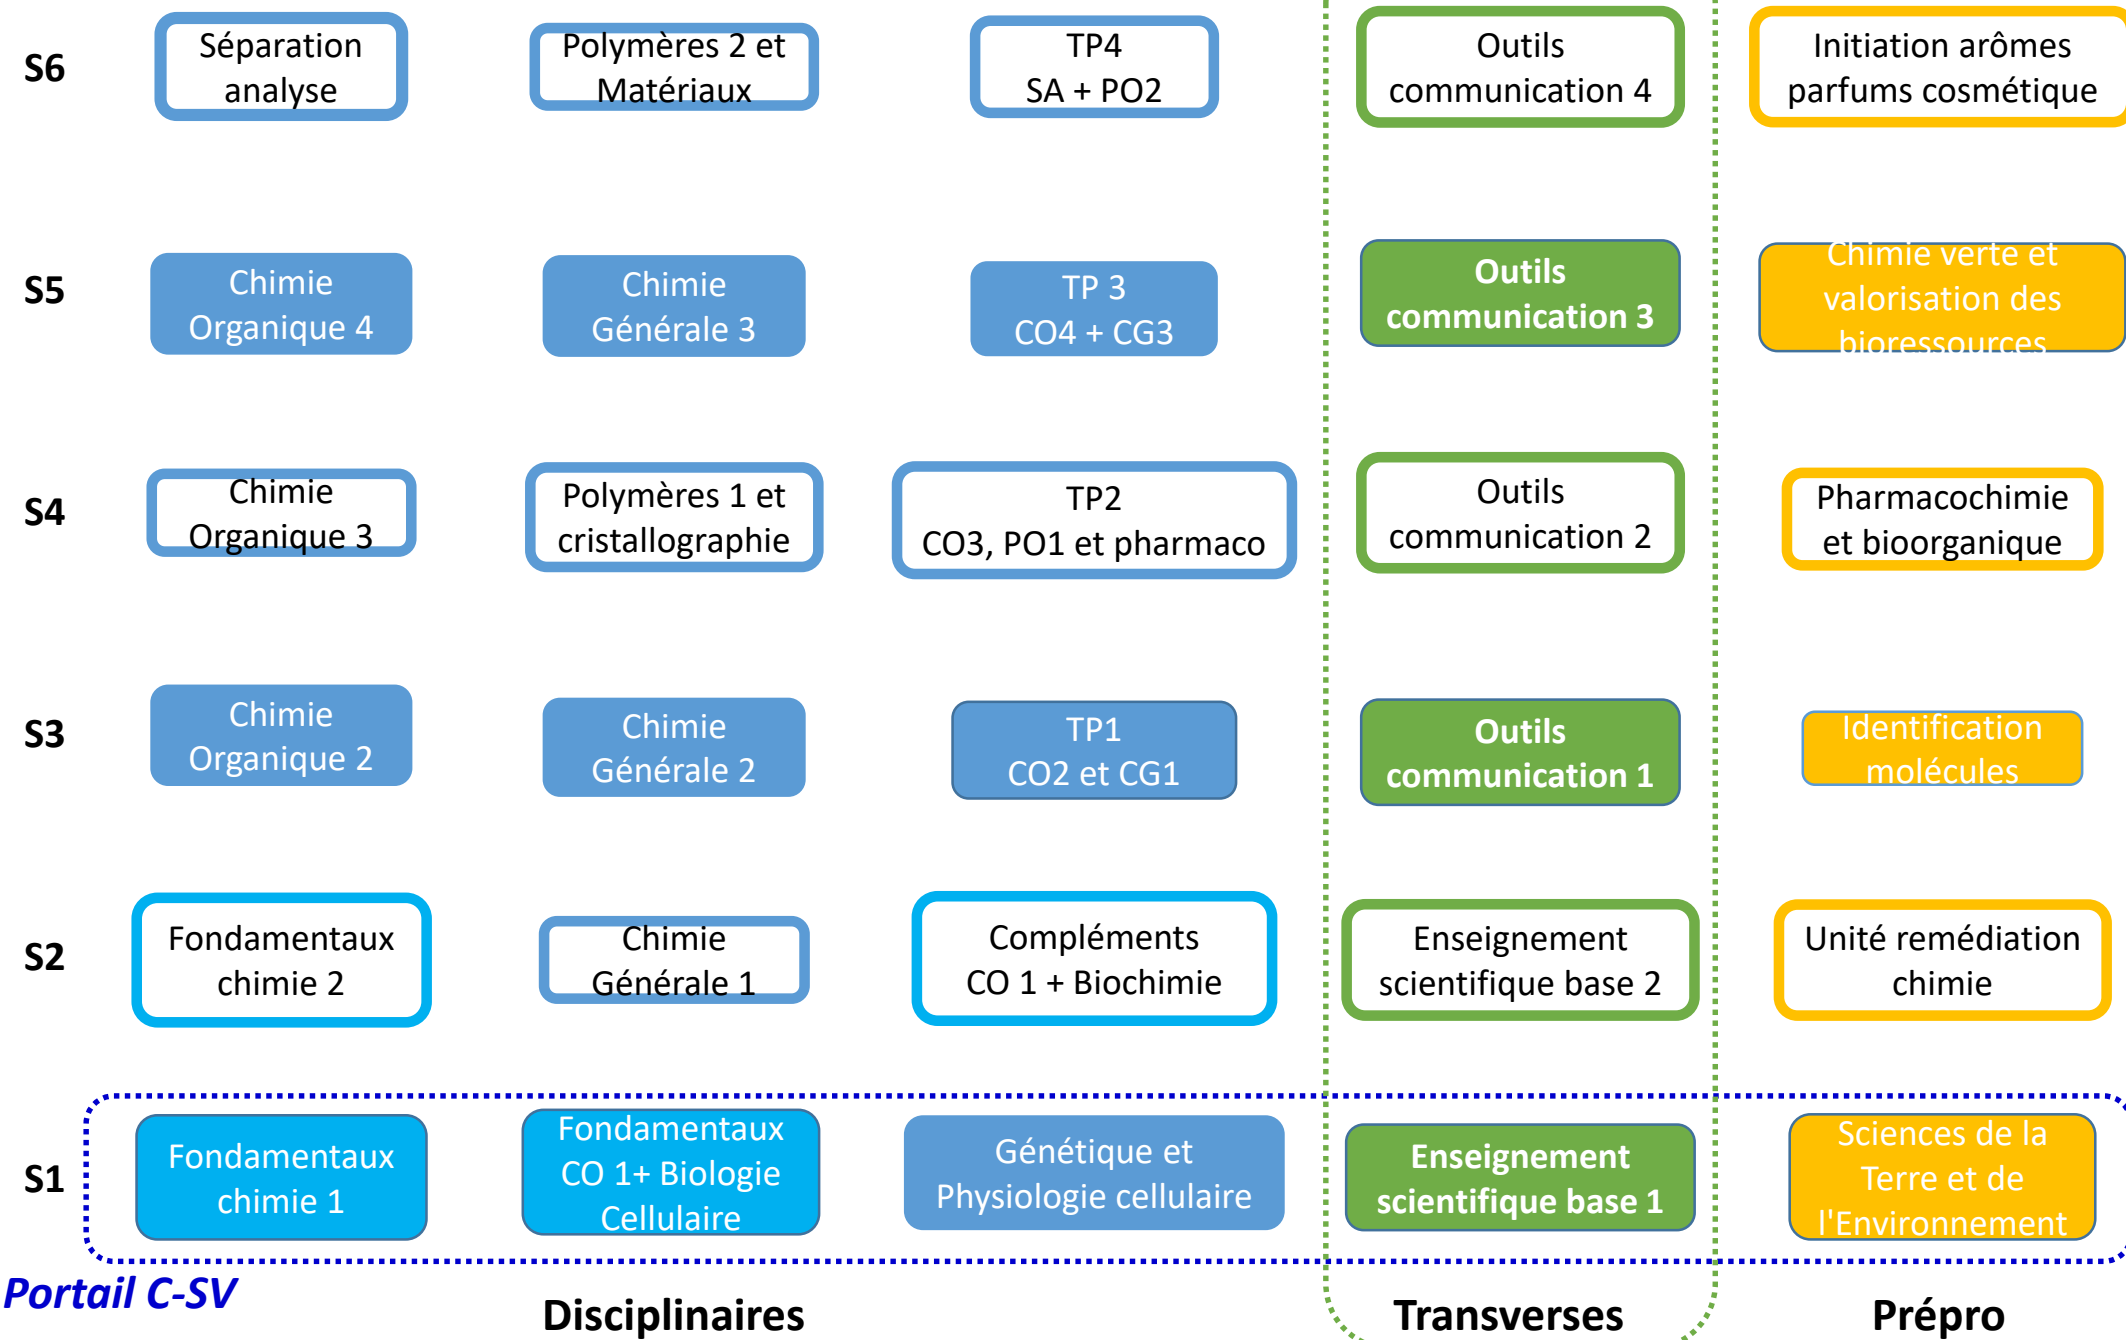 S6
Séparation
analyse
Polymères 2 et
Matériaux
TP4
SA + PO2
Outils
communication 4
Initiation arômes
parfums cosmétique
S5
Chimie
Organique 4
Chimie
Générale 3
TP 3
CO4 + CG3
Outils
communication 3
Chimie verte et
valorisation des
bioressources
S4
Chimie
Organique 3
Polymères 1 et
cristallographie
TP2
CO3, PO1 et pharmaco
Outils
communication 2
Pharmacochimie
et bioorganique
S3
Chimie
Organique 2
Chimie
Générale 2
TP1
CO2 et CG1
Outils
communication 1
Identification
molécules
S2
Fondamentaux
chimie 2
Chimie
Générale 1
Compléments
CO 1 + Biochimie
Enseignement
scientifique base 2
Unité remédiation
chimie
S1
Fondamentaux
chimie 1
Fondamentaux
CO 1+ Biologie
Cellulaire
Génétique et
Physiologie cellulaire
Enseignement
scientifique base 1
Sciences de la
Terre et de
l'Environnement
Portail C-SV
Disciplinaires
Transverses
Prépro